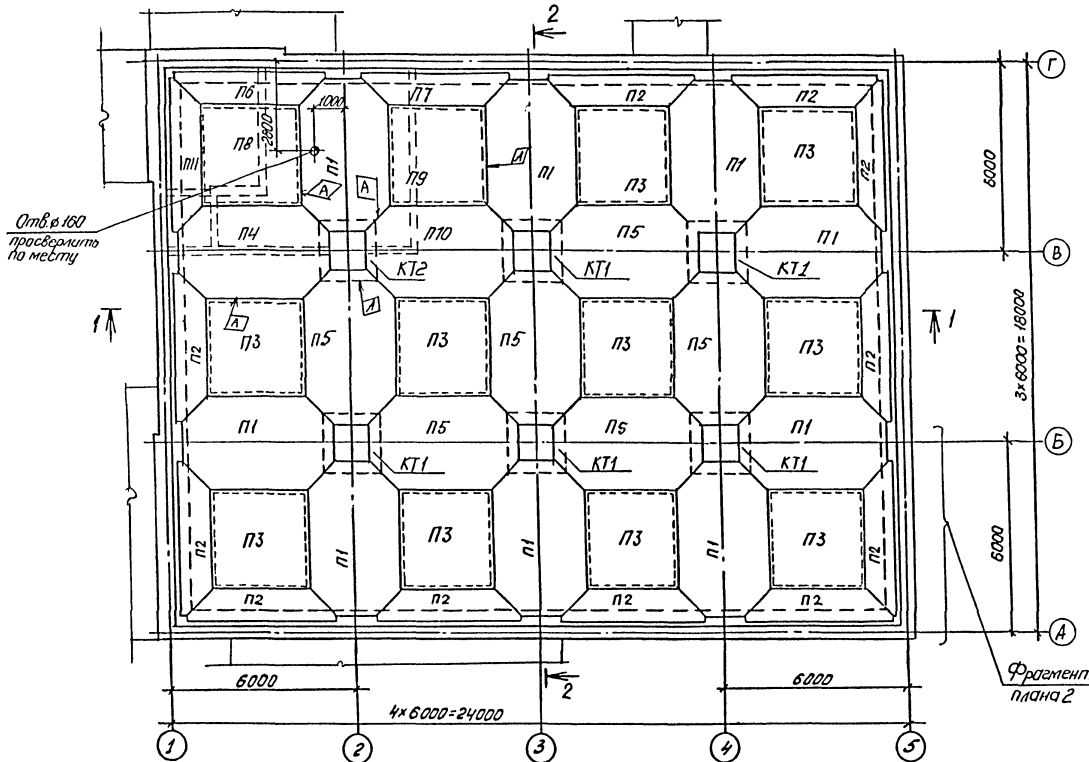 2
Г
П6
П7
П2
П2
1000
2800
П8
П1
П11
А
А
П9
А
П1
П3
П1
П3
П2
6000
Отв.ø160
просверлить
по месту
П4
П10
П5
П1
В
КТ2
КТ1
КТ1
А
А
1
1
П2
П3
П5
П3
П5
П3
П5
П3
П2
3×6000=18000
П1
П5
П5
П1
Б
КТ1
КТ1
КТ1
П2
П3
П1
П3
П1
П3
П1
П3
П2
6000
П2
П2
П2
П2
А
2
6000
6000
Фрагмент
плана 2
4×6000=24000
1
2
3
4
5